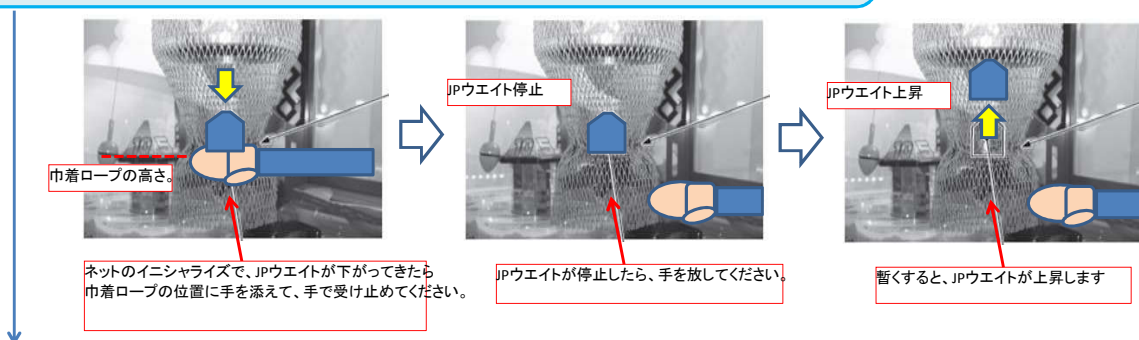 巾着ロープの高さ。
ネットのイニシャライズで、JPウエイトが下がってきたら
巾着ロープの位置に手を添えて、手で受け止めてください。
JPウエイト停止
JPウエイトが停止したら、手を放してください。
JPウエイト上昇
暫くすると、JPウエイトが上昇します